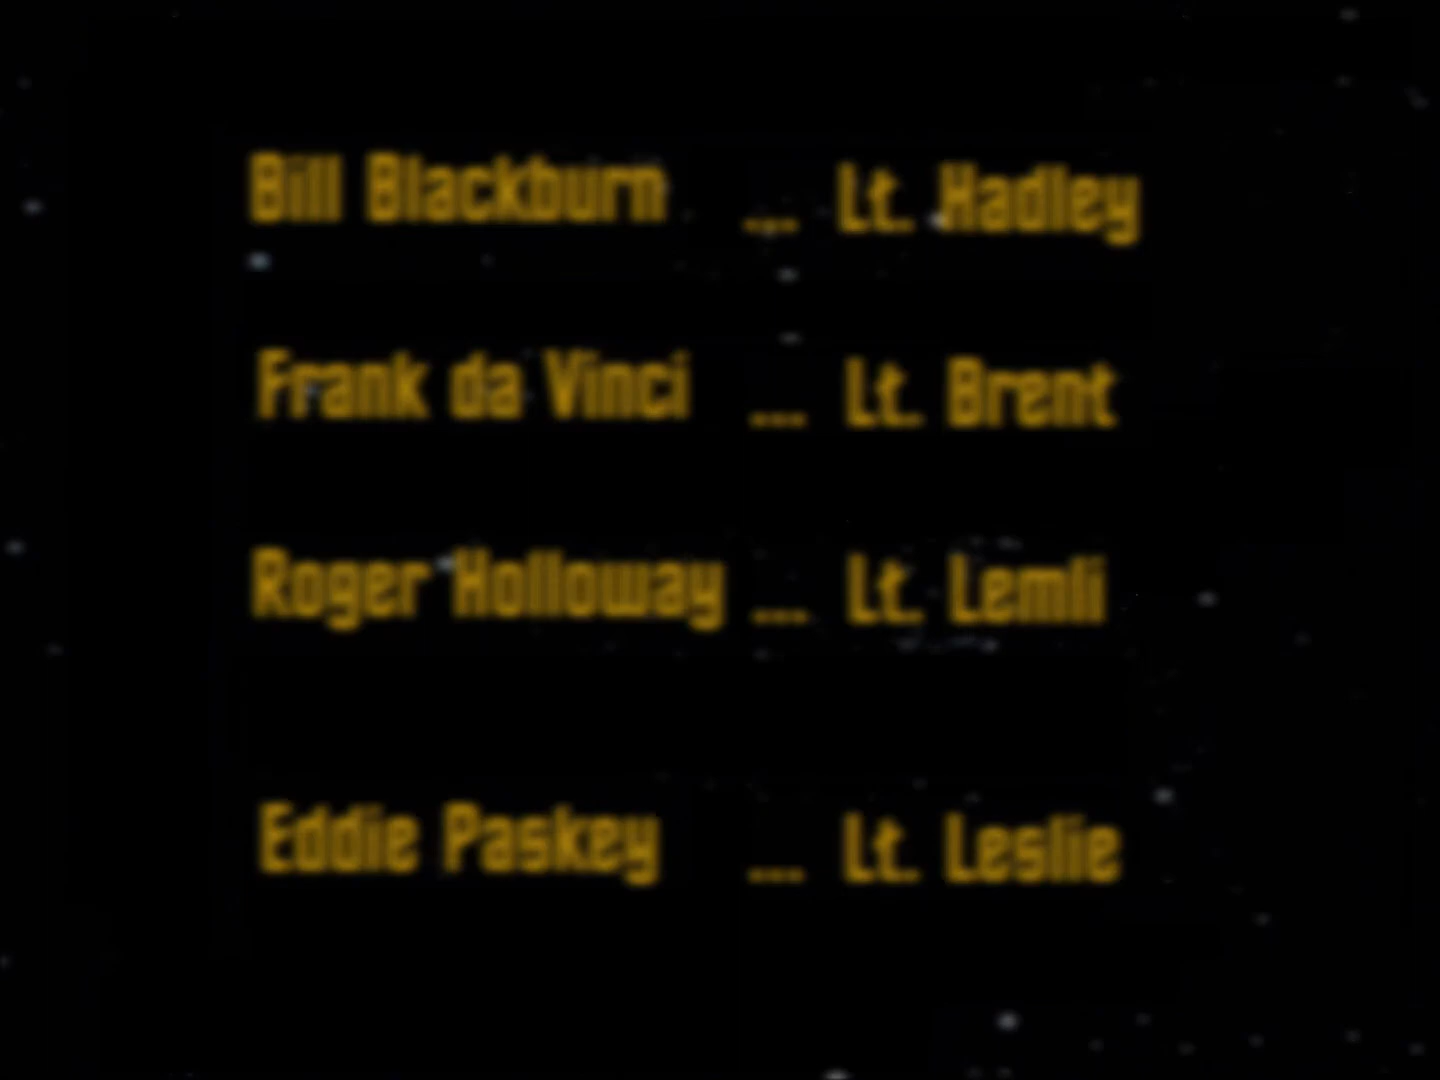 Bill Blackburn ... Lt. Hadley
Frank da Vinci ... Lt. Brent
Roger Holloway ... Lt. Lemli
Eddie Paskey ... Lt. Leslie